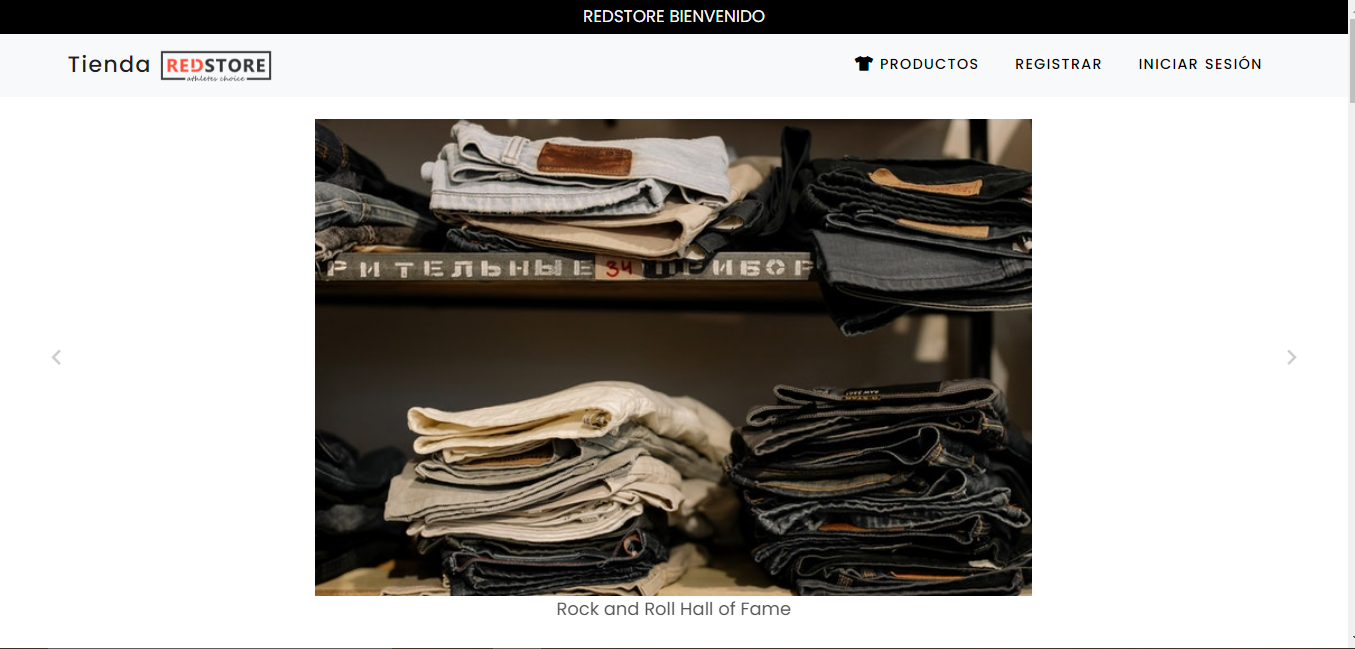 REDSTORE BIENVENIDO
Tienda REDSTORE
athletes choice
PRODUCTOS
REGISTRAR
INICIAR SESIÓN
РИТЕЛЬНЫЕ 34 ПРИБОР
Rock and Roll Hall of Fame